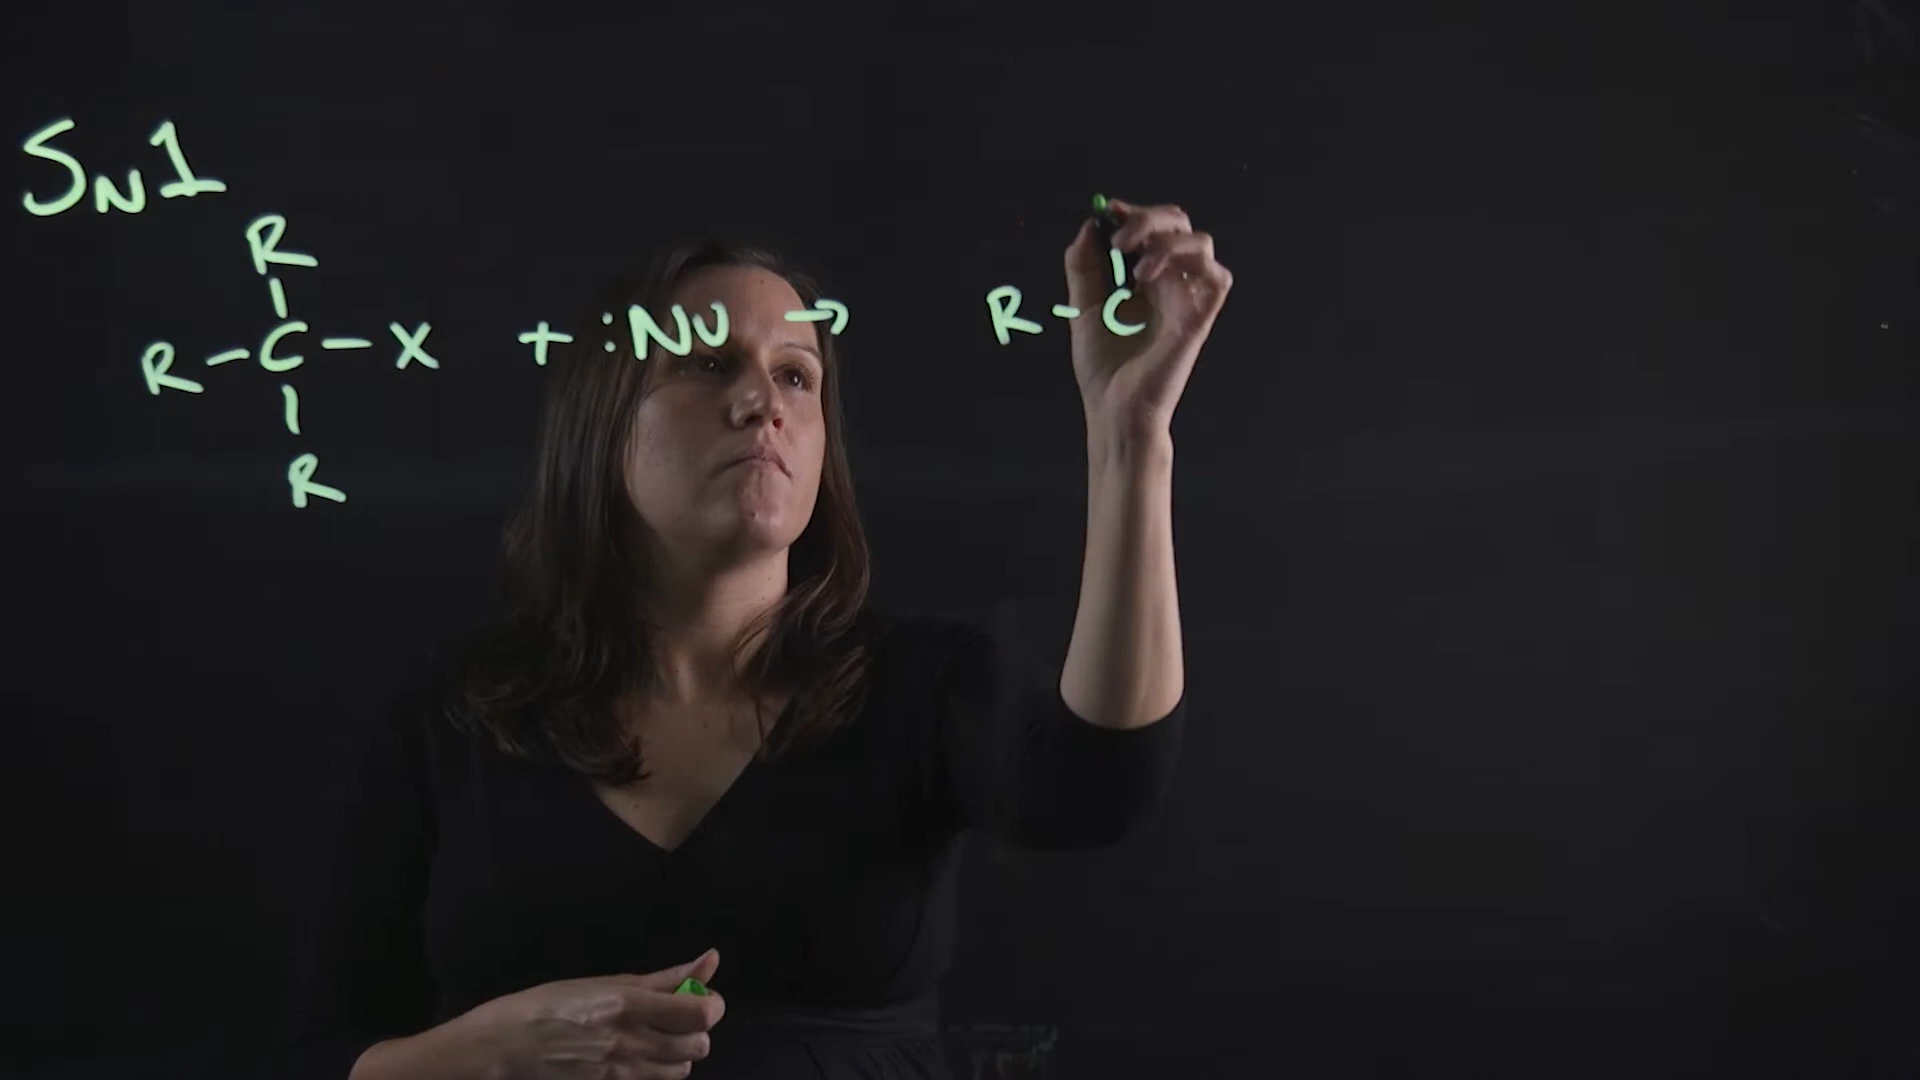 SN1
R
R-C-X + :NU → R-C
R